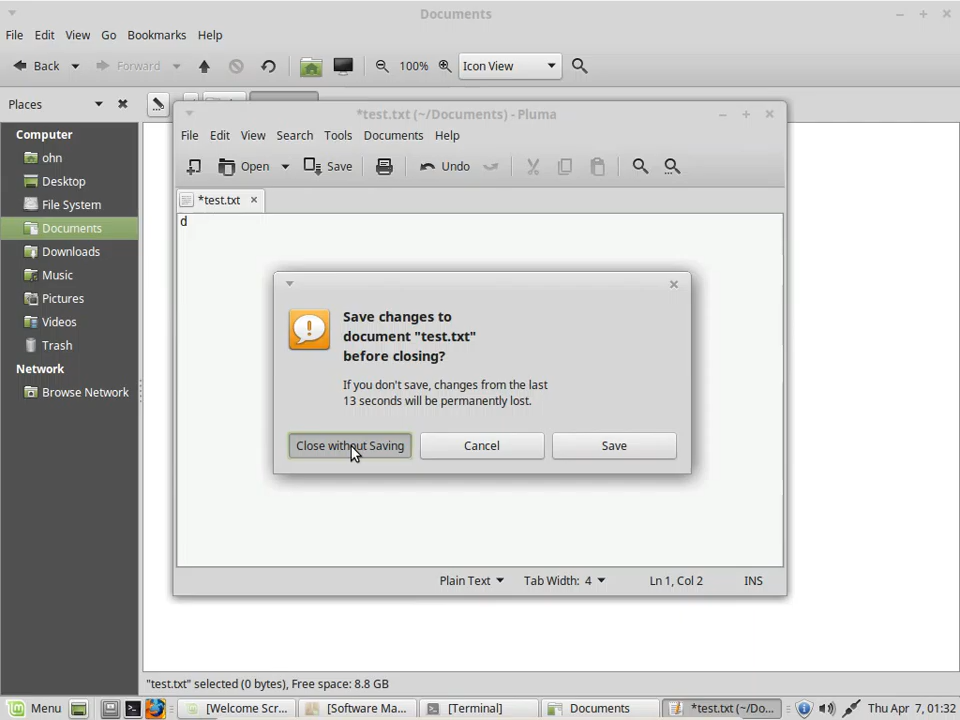 Documents
File Edit View Go Bookmarks Help
Back Forward 100% Icon View
Places
Computer
ohn
Desktop
File System
Documents
Downloads
Music
Pictures
Videos
Trash
Network
Browse Network
*test.txt (~/Documents) - Pluma
File Edit View Search Tools Documents Help
Open Save Undo
*test.txt
d
Save changes to
document "test.txt"
before closing?
If you don't save, changes from the last
13 seconds will be permanently lost.
Close without Saving Cancel Save
Plain Text Tab Width: 4 Ln 1, Col 2 INS
"test.txt" selected (0 bytes), Free space: 8.8 GB
Menu [Welcome Scr... [Software Ma... [Terminal] Documents *test.txt (~/Do... Thu Apr 7, 01:32